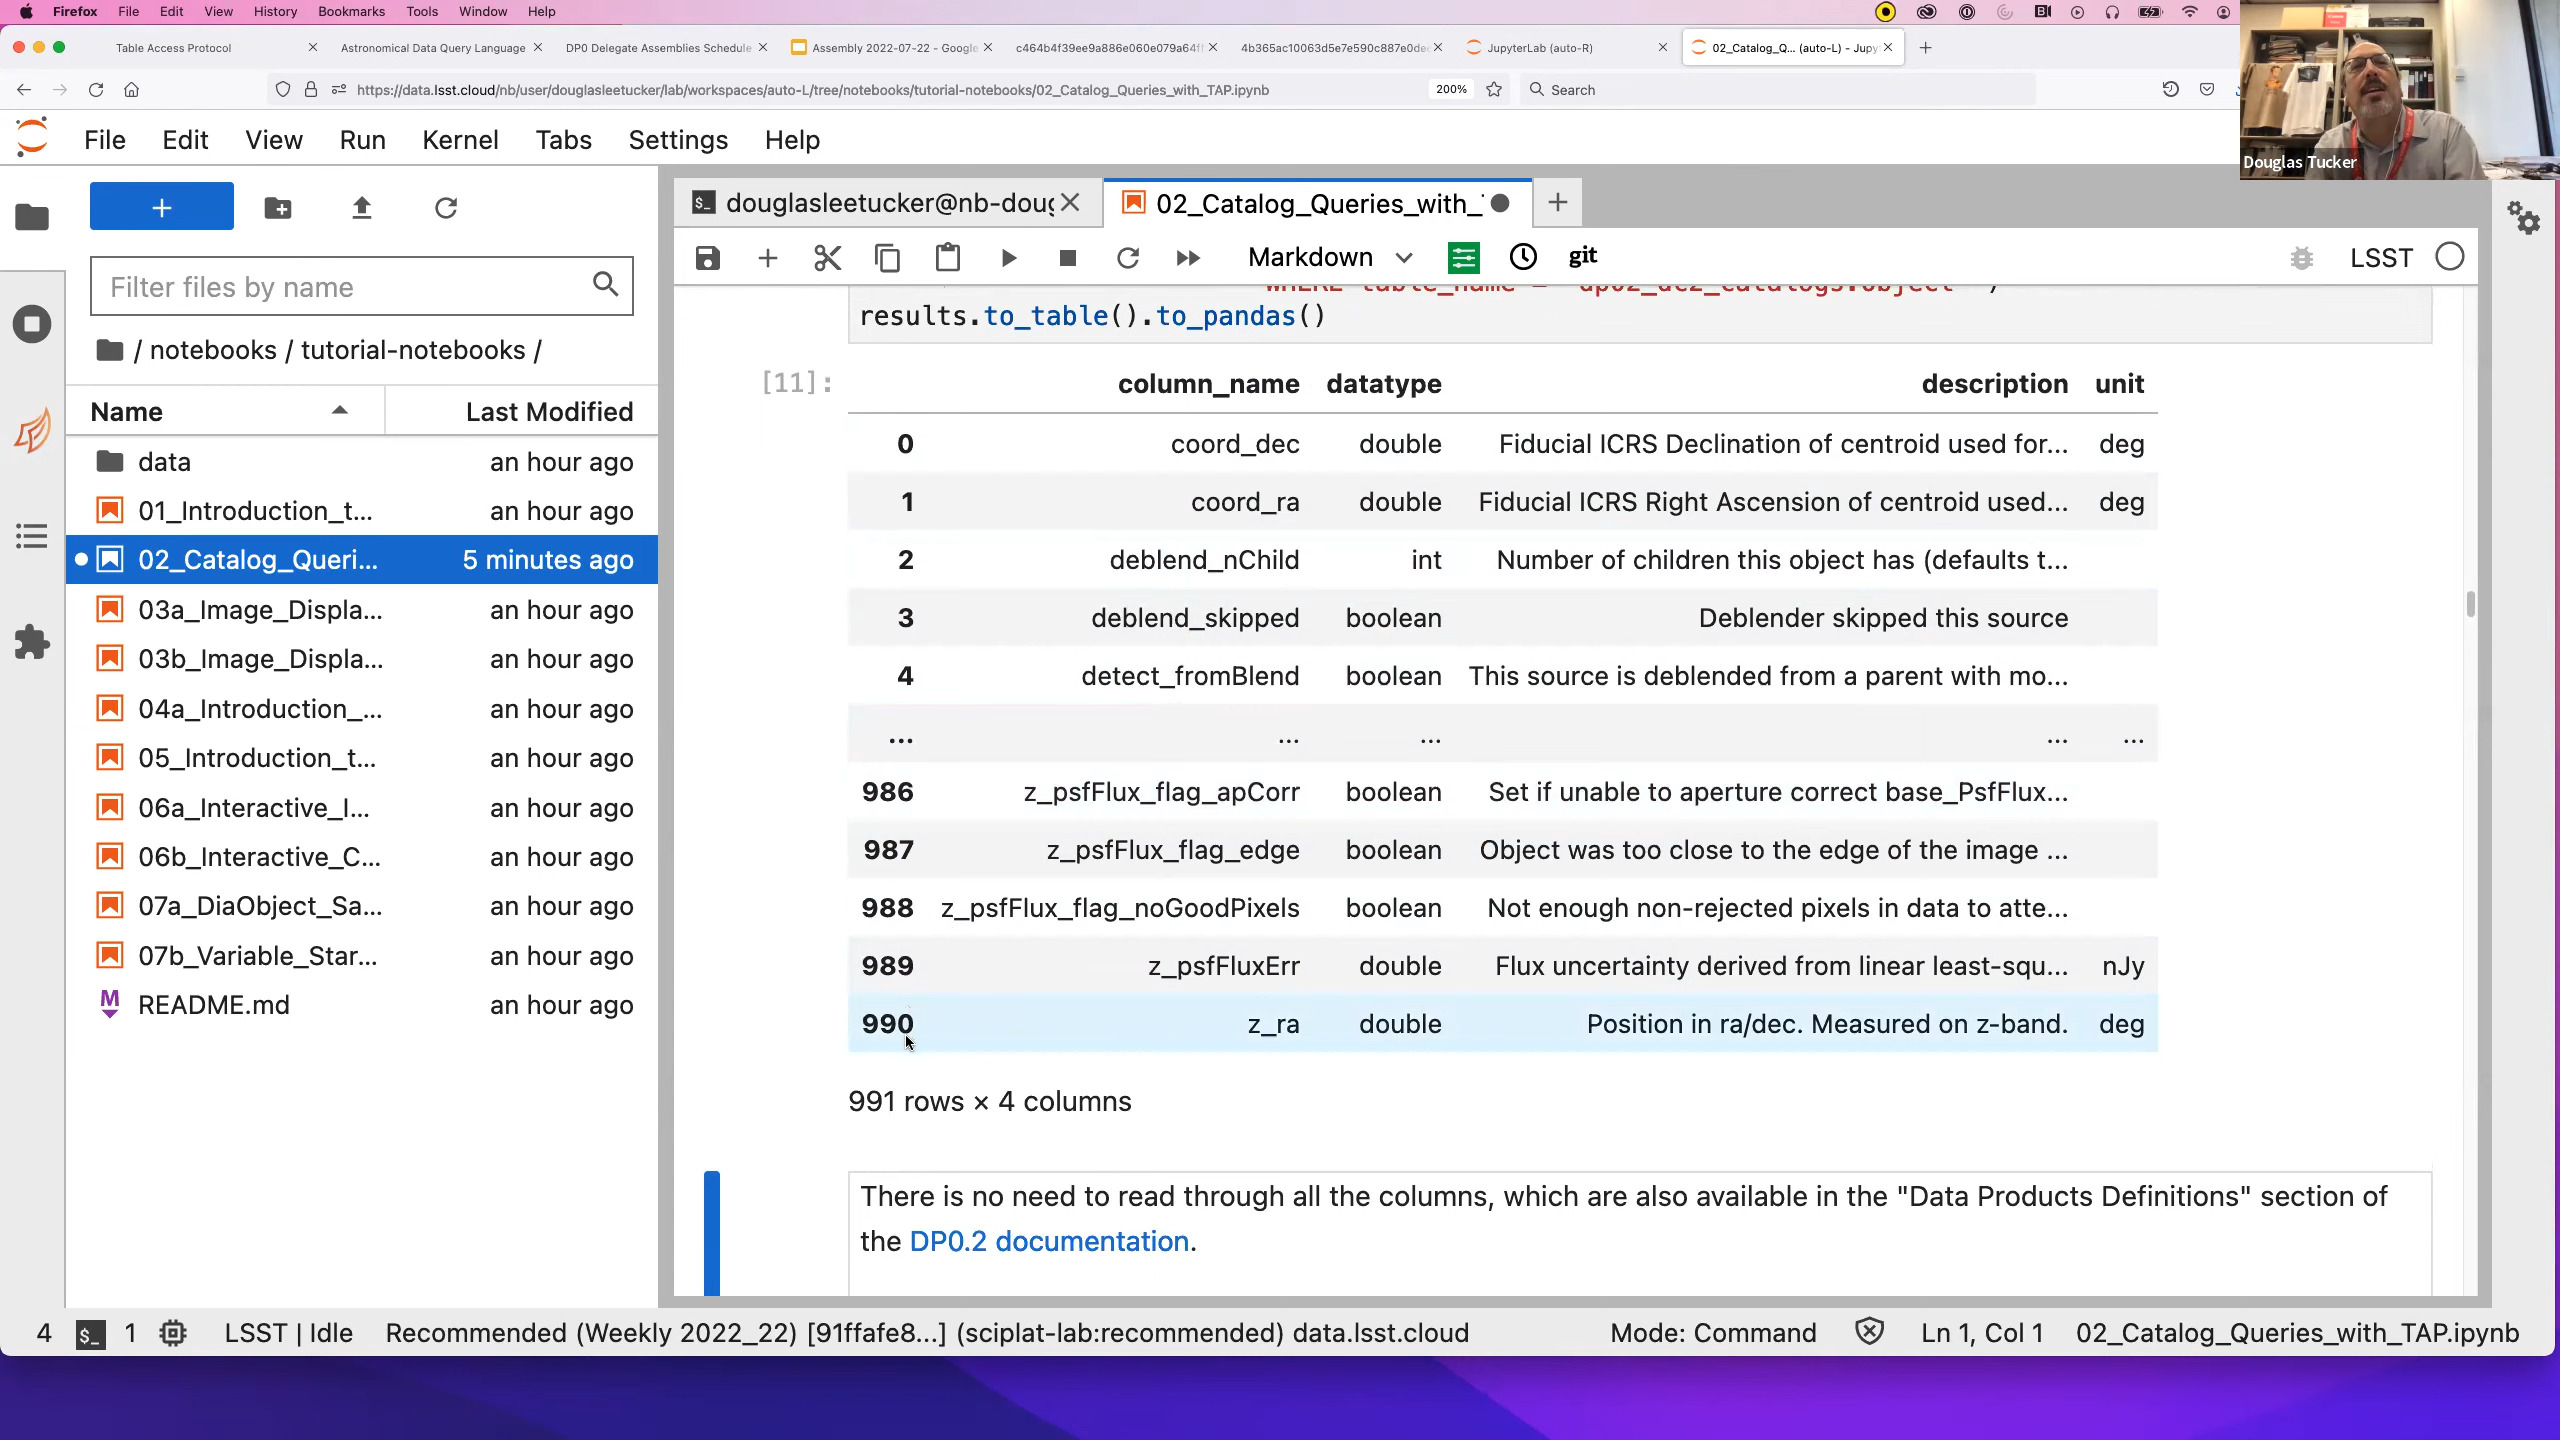 Firefox File Edit View History Bookmarks Tools Window Help
Table Access Protocol
Astronomical Data Query Language
DP0 Delegate Assemblies Schedule
Assembly 2022-07-22 - Google
c464b4f39ee9a886e060e079a64f
4b365ac10063d5e7e590c887e0de
JupyterLab (auto-R)
02_Catalog_Q... (auto-L) - Jupy
https://data.lsst.cloud/nb/user/douglasleetucker/lab/workspaces/auto-L/tree/notebooks/tutorial-notebooks/02_Catalog_Queries_with_TAP.ipynb
200%
Search
Douglas Tucker
File Edit View Run Kernel Tabs Settings Help
Filter files by name
/ notebooks / tutorial-notebooks /
Name Last Modified
data an hour ago
01_Introduction_t... an hour ago
02_Catalog_Queri... 5 minutes ago
03a_Image_Displa... an hour ago
03b_Image_Displa... an hour ago
04a_Introduction_... an hour ago
05_Introduction_t... an hour ago
06a_Interactive_I... an hour ago
06b_Interactive_C... an hour ago
07a_DiaObject_Sa... an hour ago
07b_Variable_Star... an hour ago
README.md an hour ago
douglasleetucker@nb-doug
02_Catalog_Queries_with_
Markdown
git
LSST
results.to_table().to_pandas()
[11]:
column_name datatype description unit
0 coord_dec double Fiducial ICRS Declination of centroid used for... deg
1 coord_ra double Fiducial ICRS Right Ascension of centroid used... deg
2 deblend_nChild int Number of children this object has (defaults t...
3 deblend_skipped boolean Deblender skipped this source
4 detect_fromBlend boolean This source is deblended from a parent with mo...
... ... ... ... ...
986 z_psfFlux_flag_apCorr boolean Set if unable to aperture correct base_PsfFlux...
987 z_psfFlux_flag_edge boolean Object was too close to the edge of the image ...
988 z_psfFlux_flag_noGoodPixels boolean Not enough non-rejected pixels in data to atte...
989 z_psfFluxErr double Flux uncertainty derived from linear least-squ... nJy
990 z_ra double Position in ra/dec. Measured on z-band. deg
991 rows × 4 columns
There is no need to read through all the columns, which are also available in the "Data Products Definitions" section of
the DP0.2 documentation.
4 $_ 1 LSST | Idle Recommended (Weekly 2022_22) [91ffafe8...] (sciplat-lab:recommended) data.lsst.cloud Mode: Command Ln 1, Col 1 02_Catalog_Queries_with_TAP.ipynb